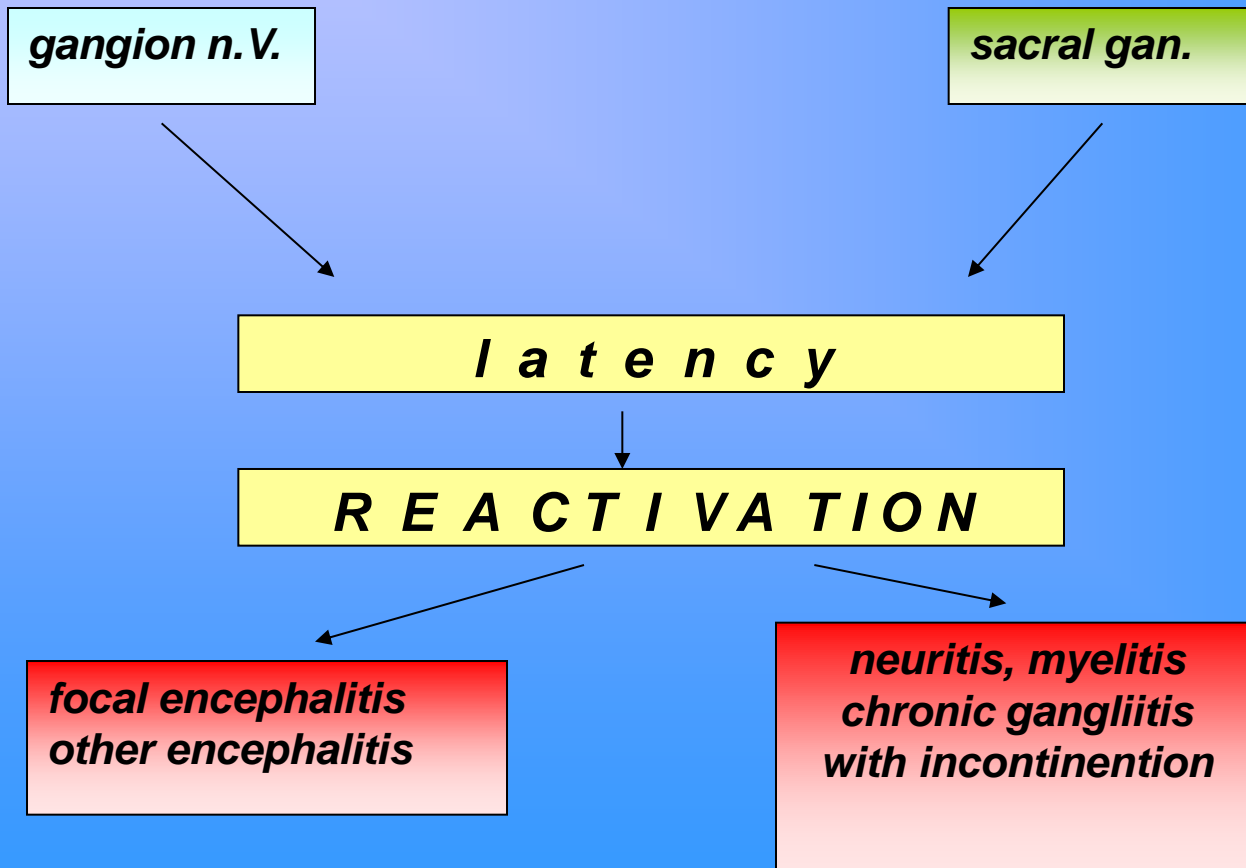 gangion n.V.
sacral gan.
l a t e n c y
R E A C T I V A T I O N
focal encephalitis
other encephalitis
neuritis, myelitis
chronic gangliitis
with incontinention